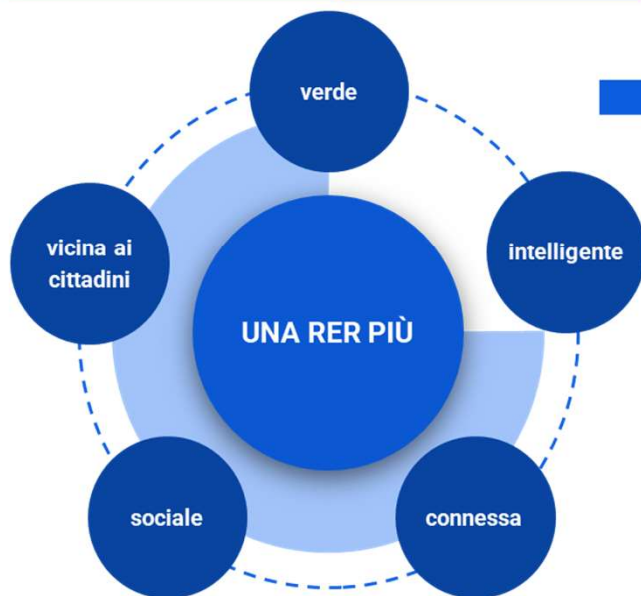 verde
intelligente
vicina ai
cittadini
UNA RER PIÙ
sociale
connessa